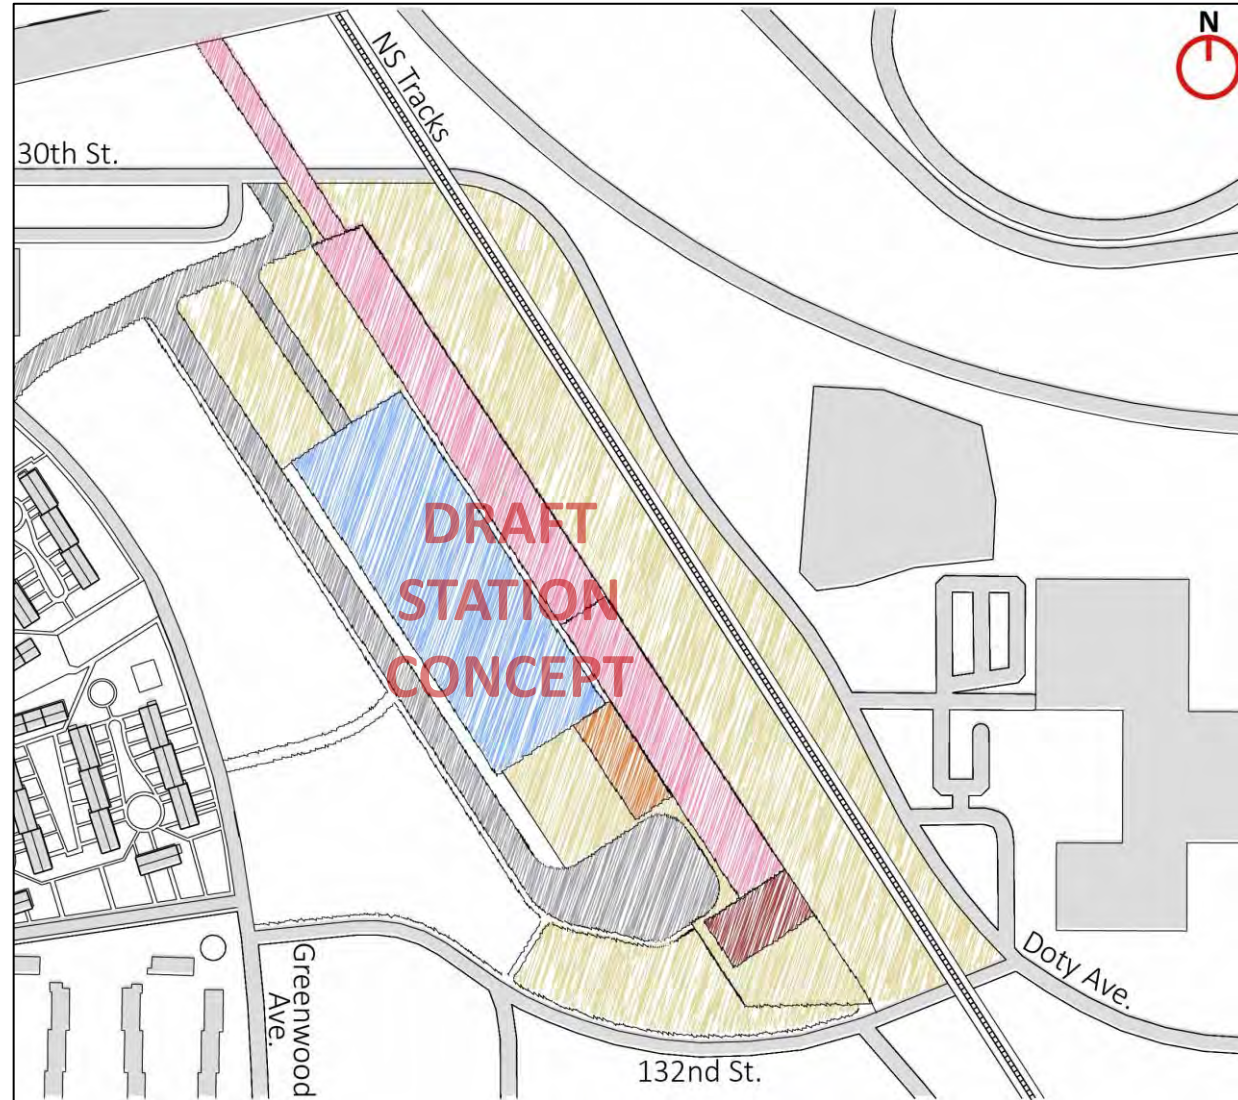 N
NS Tracks
30th St.
DRAFT
STATION
CONCEPT
Doty Ave.
Greenwood
Ave.
132nd St.